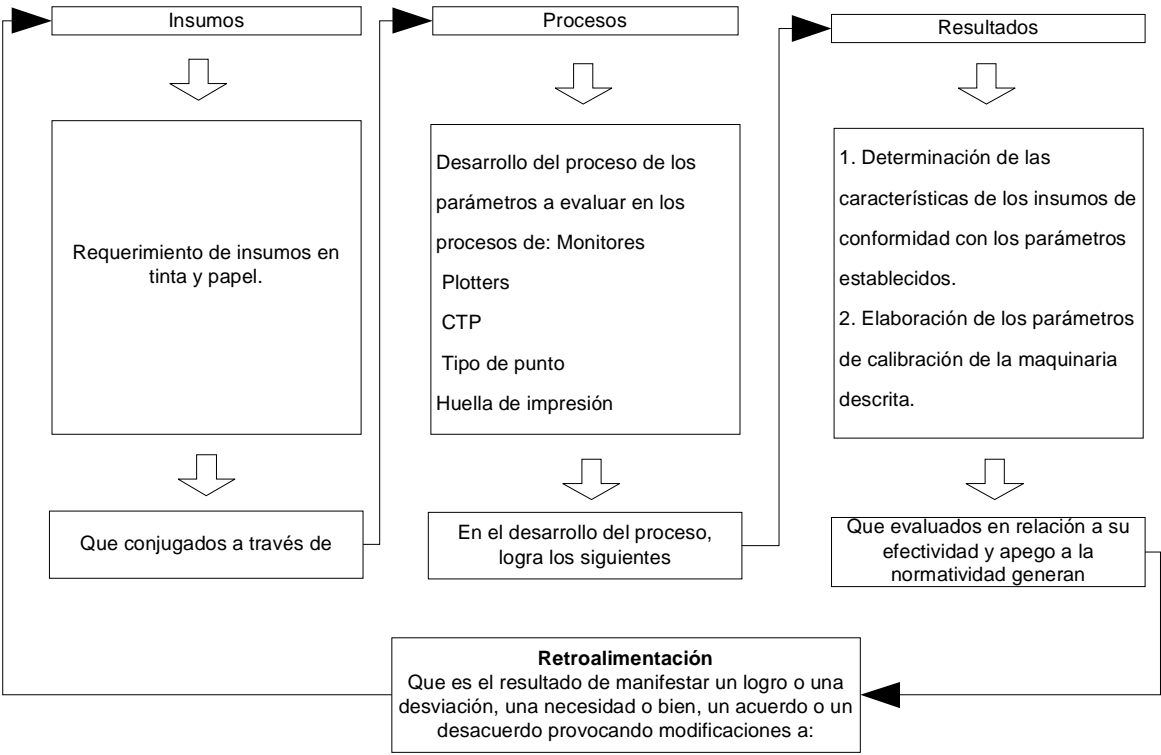 Insumos
Requerimiento de insumos en
tinta y papel.
Que conjugados a través de
Procesos
Desarrollo del proceso de los
parámetros a evaluar en los
procesos de: Monitores
Plotters
CTP
Tipo de punto
Huella de impresión
En el desarrollo del proceso,
logra los siguientes
Resultados
1. Determinación de las
características de los insumos de
conformidad con los parámetros
establecidos.
2. Elaboración de los parámetros
de calibración de la maquinaria
descrita.
Que evaluados en relación a su
efectividad y apego a la
normatividad generan
Retroalimentación
Que es el resultado de manifestar un logro o una
desviación, una necesidad o bien, un acuerdo o un
desacuerdo provocando modificaciones a: